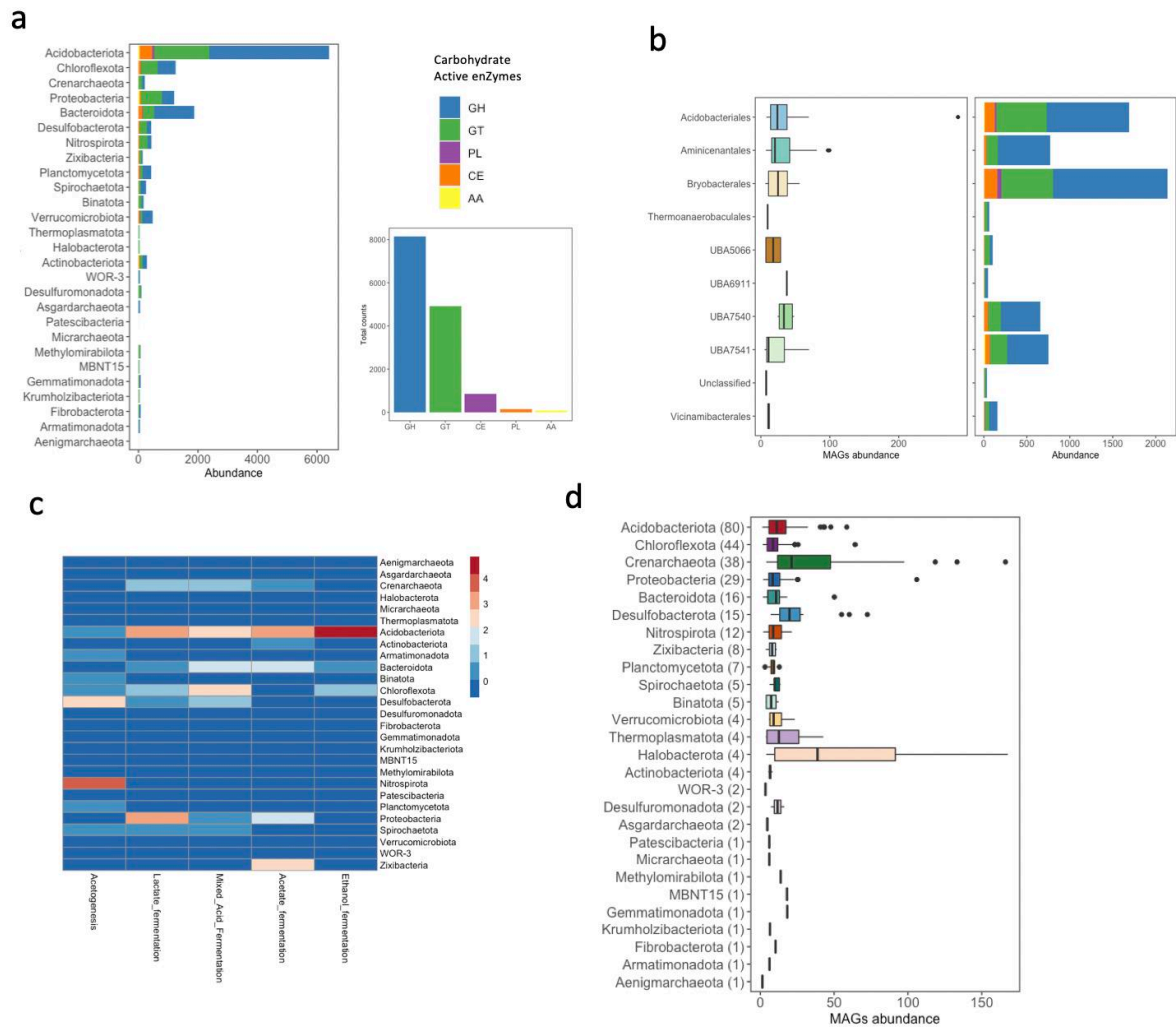 a
Acidobacteriota
Chloroflexota
Crenarchaeota
Proteobacteria
Bacteroidota
Desulfobacterota
Nitrospirota
Zixibacteria
Planctomycetota
Spirochaetota
Binatota
Verrucomicrobiota
Thermoplasmatota
Halobacterota
Actinobacteriota
WOR-3
Desulfuromonadota
Asgardarchaeota
Patescibacteria
Micrarchaeota
Methylomirabilota
MBNT15
Gemmatimonadota
Krumholzibacteriota
Fibrobacterota
Armatimonadota
Aenigmarchaeota
0 2000 4000 6000
Abundance
Carbohydrate
Active enZymes
GH
GT
PL
CE
AA
Total counts
8000
6000
4000
2000
0
GH GT CE PL AA
b
Acidobacteriales
Aminicenantales
Bryobacterales
Thermoanaerobaculales
UBA5066
UBA6911
UBA7540
UBA7541
Unclassified
Vicinamibacterales
0 100 200
MAGs abundance
0 500 1000 1500 2000
Abundance
c
4
3
2
1
0
Aenigmarchaeota
Asgardarchaeota
Crenarchaeota
Halobacterota
Micrarchaeota
Thermoplasmatota
Acidobacteriota
Actinobacteriota
Armatimonadota
Bacteroidota
Binatota
Chloroflexota
Desulfobacterota
Desulfuromonadota
Fibrobacterota
Gemmatimonadota
Krumholzibacteriota
MBNT15
Methylomirabilota
Nitrospirota
Patescibacteria
Planctomycetota
Proteobacteria
Spirochaetota
Verrucomicrobiota
WOR-3
Zixibacteria
Acetogenesis
Lactate_fermentation
Mixed_Acid_Fermentation
Acetate_fermentation
Ethanol_fermentation
d
Acidobacteriota (80)
Chloroflexota (44)
Crenarchaeota (38)
Proteobacteria (29)
Bacteroidota (16)
Desulfobacterota (15)
Nitrospirota (12)
Zixibacteria (8)
Planctomycetota (7)
Spirochaetota (5)
Binatota (5)
Verrucomicrobiota (4)
Thermoplasmatota (4)
Halobacterota (4)
Actinobacteriota (4)
WOR-3 (2)
Desulfuromonadota (2)
Asgardarchaeota (2)
Patescibacteria (1)
Micrarchaeota (1)
Methylomirabilota (1)
MBNT15 (1)
Gemmatimonadota (1)
Krumholzibacteriota (1)
Fibrobacterota (1)
Armatimonadota (1)
Aenigmarchaeota (1)
0 50 100 150
MAGs abundance